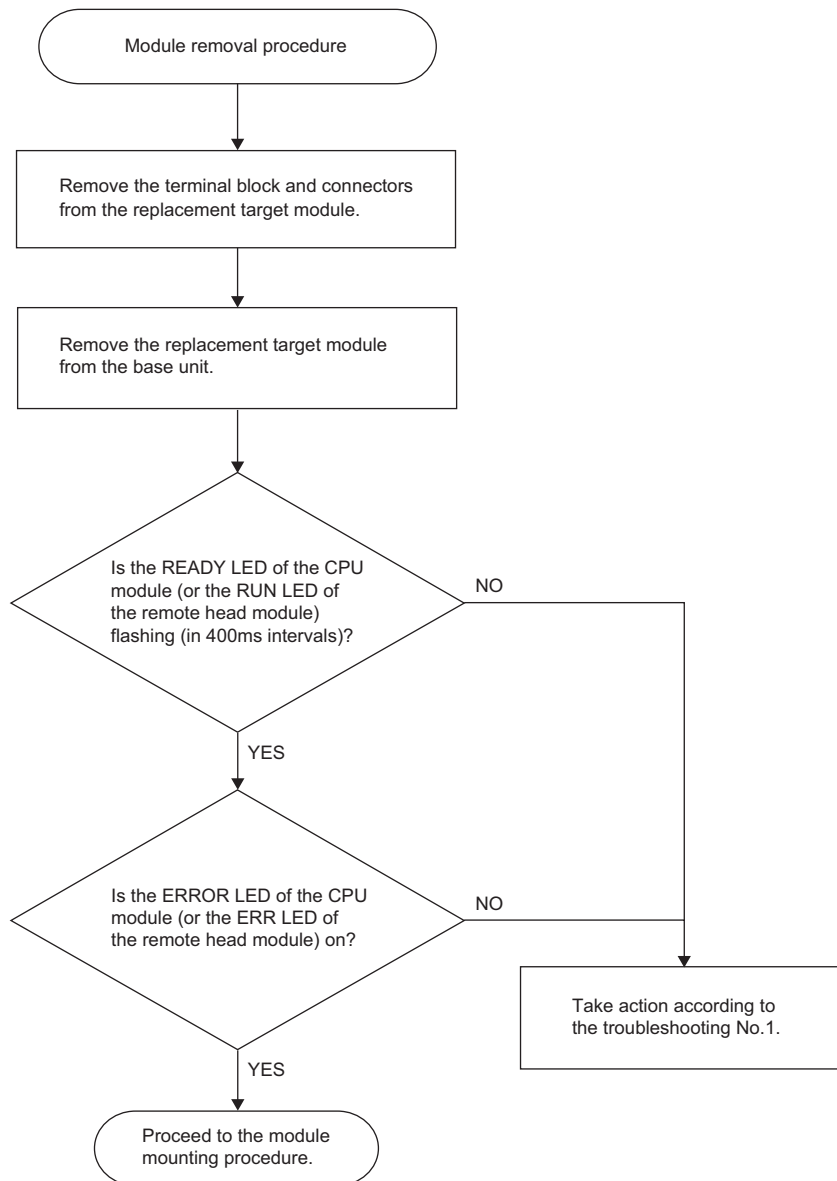 Module removal procedure
Remove the terminal block and connectors
from the replacement target module.
Remove the replacement target module
from the base unit.
Is the READY LED of the CPU
module (or the RUN LED of
the remote head module)
flashing (in 400ms intervals)?
NO
YES
Is the ERROR LED of the CPU
module (or the ERR LED of
the remote head module) on?
NO
Take action according to
the troubleshooting No.1.
YES
Proceed to the module
mounting procedure.